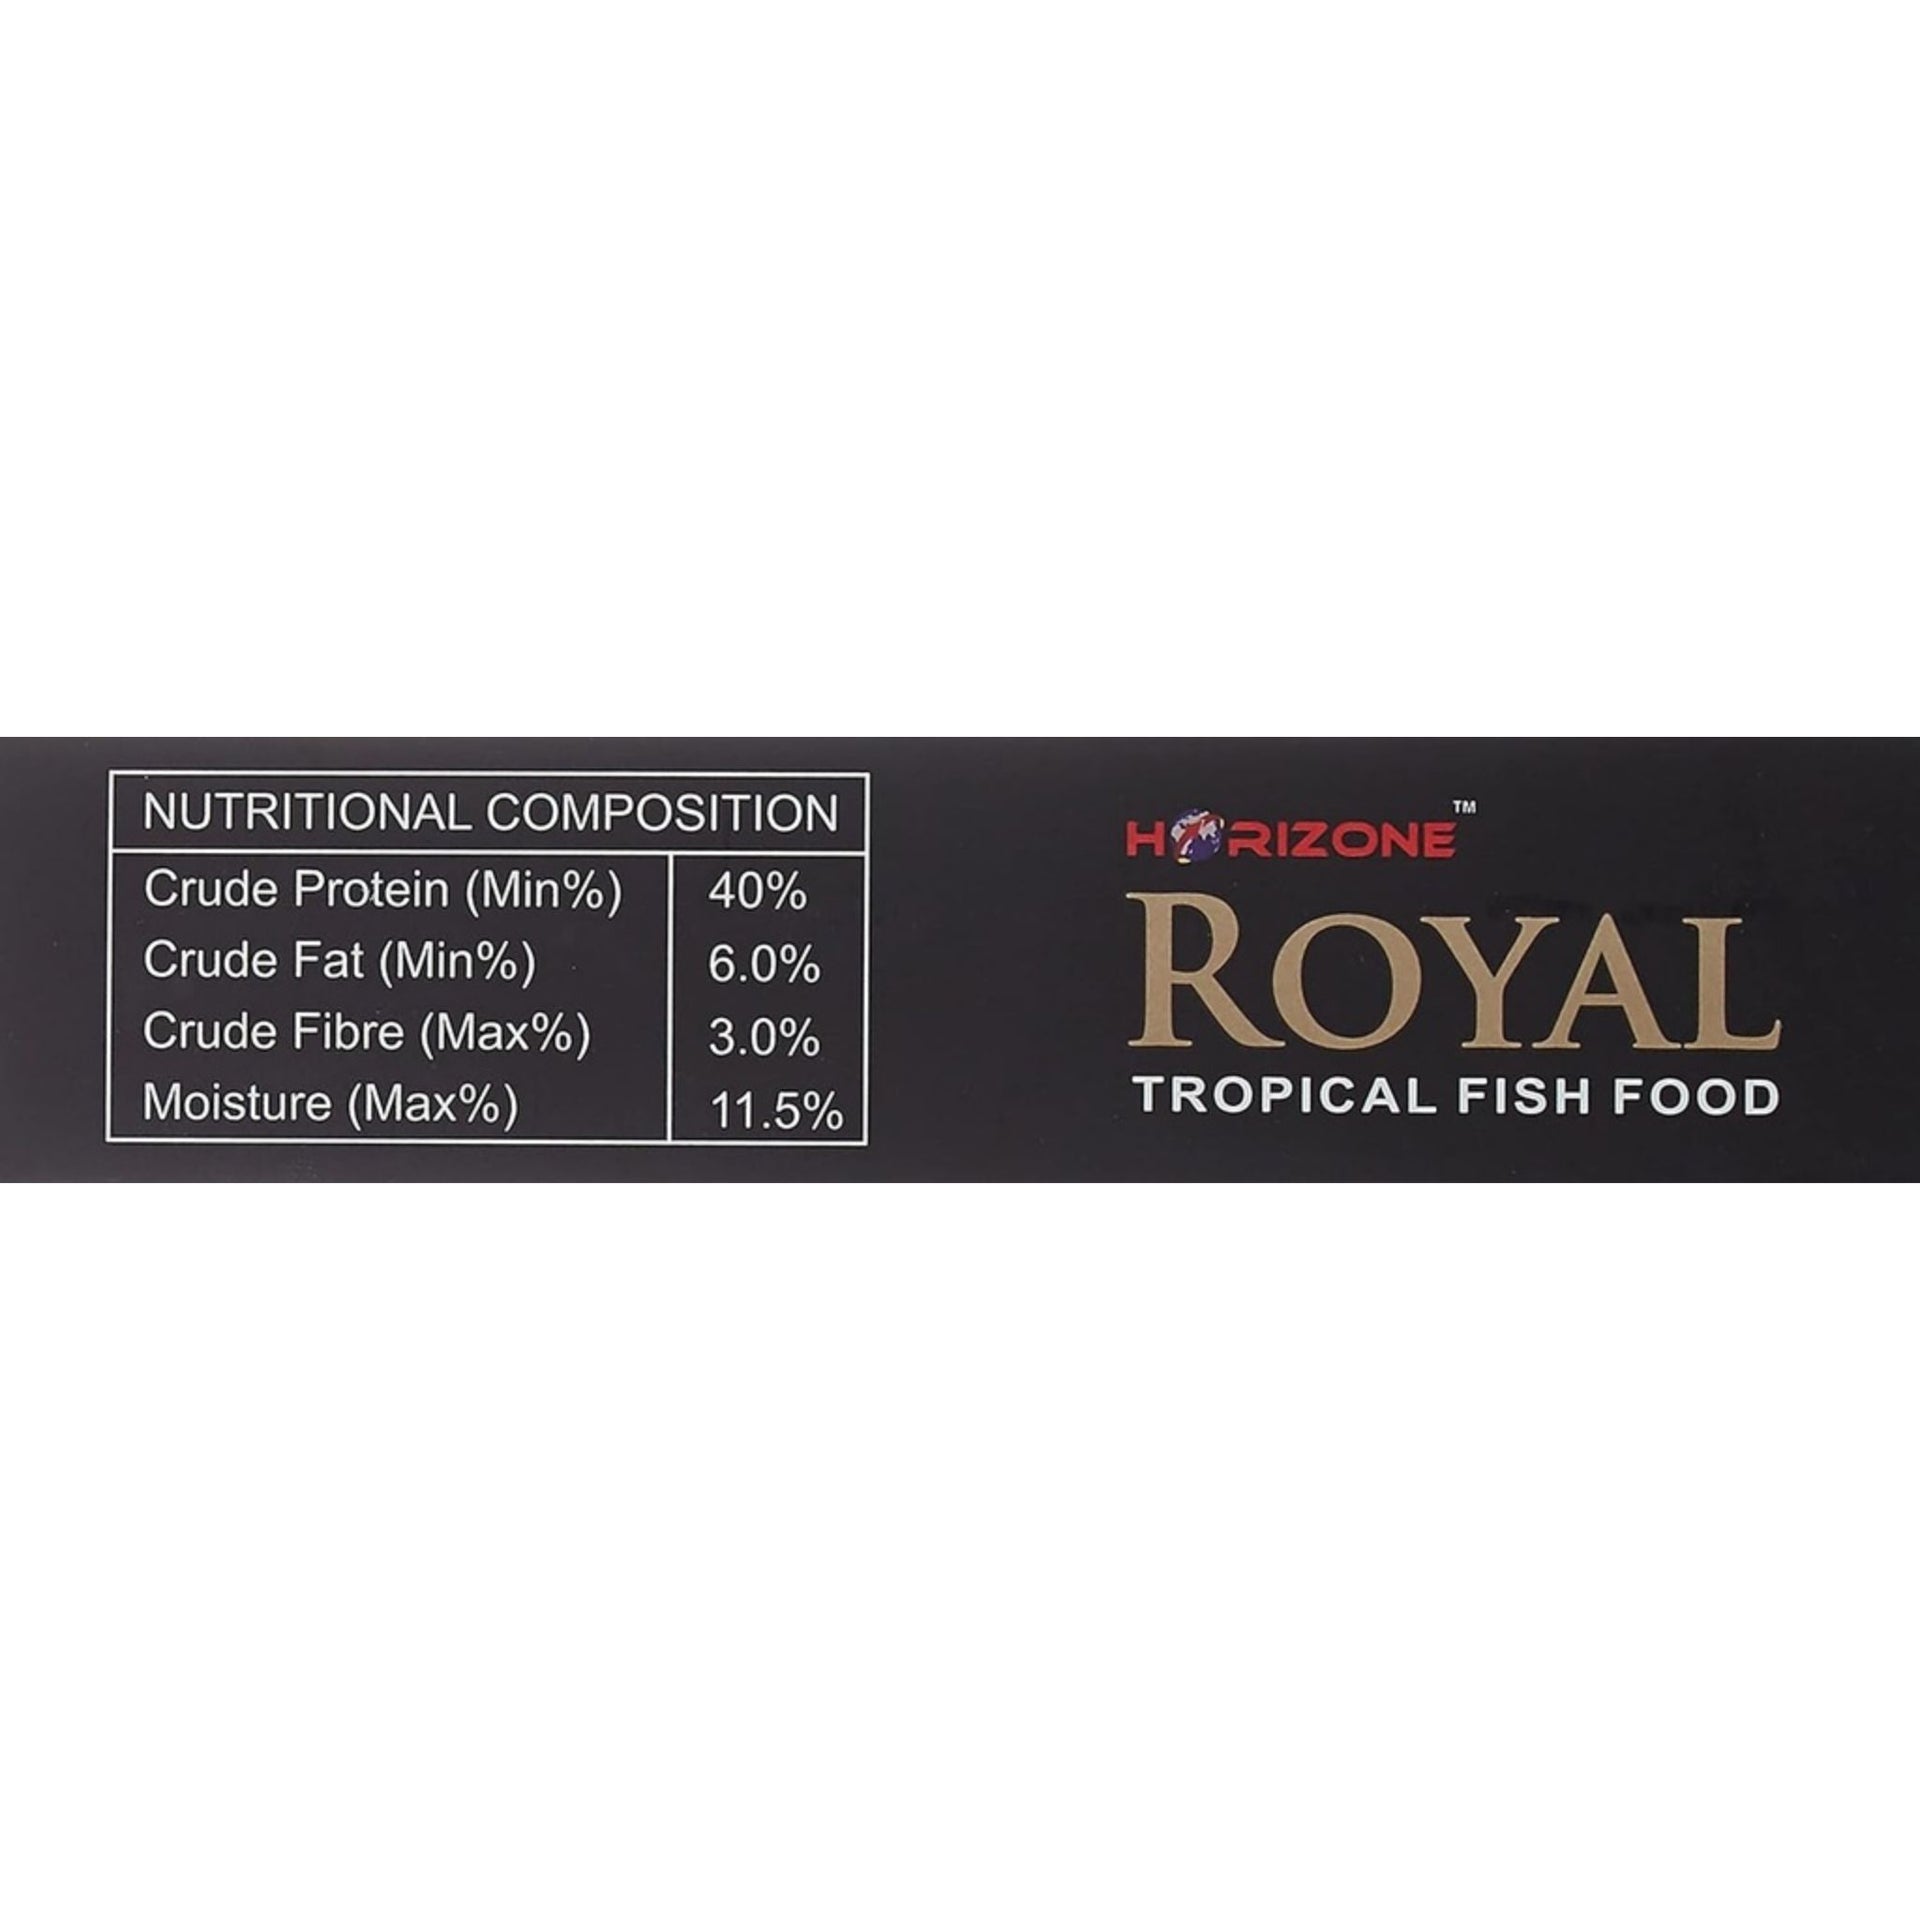 NUTRITIONAL COMPOSITION
Crude Protein (Min%) 40%
Crude Fat (Min%) 6.0%
Crude Fibre (Max%) 3.0%
Moisture (Max%) 11.5%
HORIZONE™
ROYAL
TROPICAL FISH FOOD